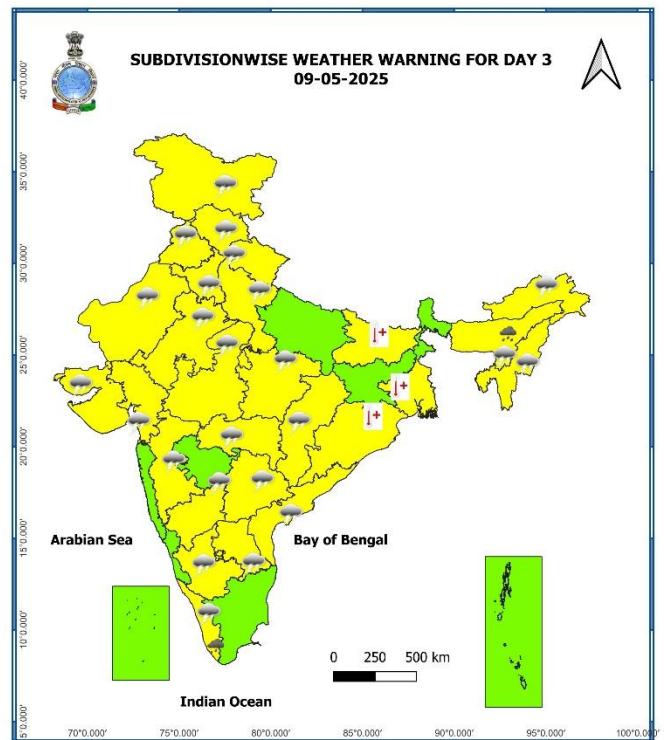 SUBDIVISIONWISE WEATHER WARNING FOR DAY 3
09-05-2025
40°0.000'
35°0.000'
30°0.000'
25°0.000'
20°0.000'
15°0.000'
10°0.000'
5°0.000'
Arabian Sea
Bay of Bengal
0 250 500 km
Indian Ocean
70°0.000' 75°0.000' 80°0.000' 85°0.000' 90°0.000' 95°0.000' 100°0.000'